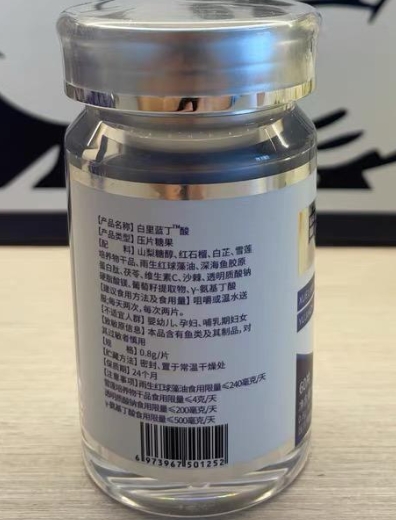 【产品名称】白里蓝丁™酸
【产品类型】压片糖果
【配 料】山梨糖醇、红石榴、白芷、雪莲
培养物干品、雨生红球藻油、深海鱼胶原
蛋白肽、茯苓、维生素C、沙棘、透明质酸钠
硬脂酸镁、葡萄籽提取物、γ-氨基丁酸
【建议食用方法及食用量】咀嚼或温水送
服;每天两次,每次两片。
【不适宜人群】婴幼儿、孕妇、哺乳期妇女
【致敏原信息】本品含有鱼类及其制品,对
其过敏者慎用
【规 格】0.8g/片
【贮藏方法】密封、置于常温干燥处
【保质期】24个月
【注意事项】雨生红球藻油食用限量≤240毫克/天
雪莲培养物干品食用限量≤4克/天
透明质酸钠食用限量≤200毫克/天
γ-氨基丁酸食用限量≤500毫克/天
6 973967 501252